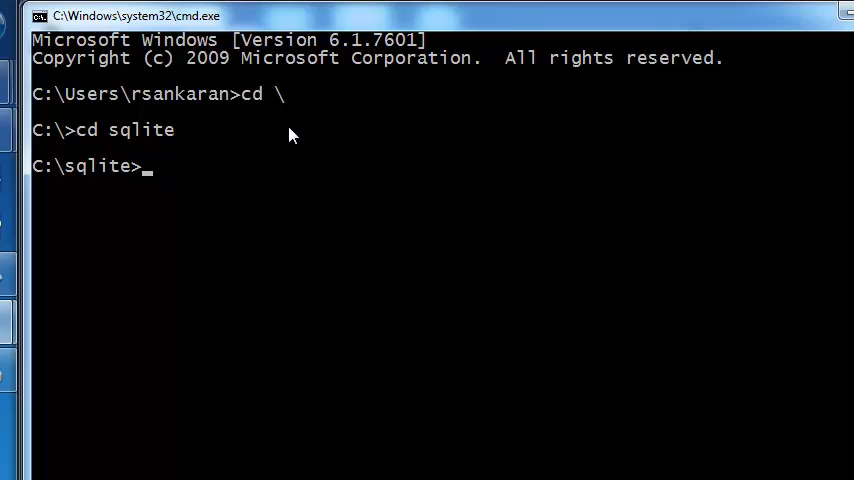 C:\Windows\system32\cmd.exe
Microsoft Windows [Version 6.1.7601]
Copyright (c) 2009 Microsoft Corporation.  All rights reserved.
C:\Users\rsankaran>cd \
C:\>cd sqlite
C:\sqlite>